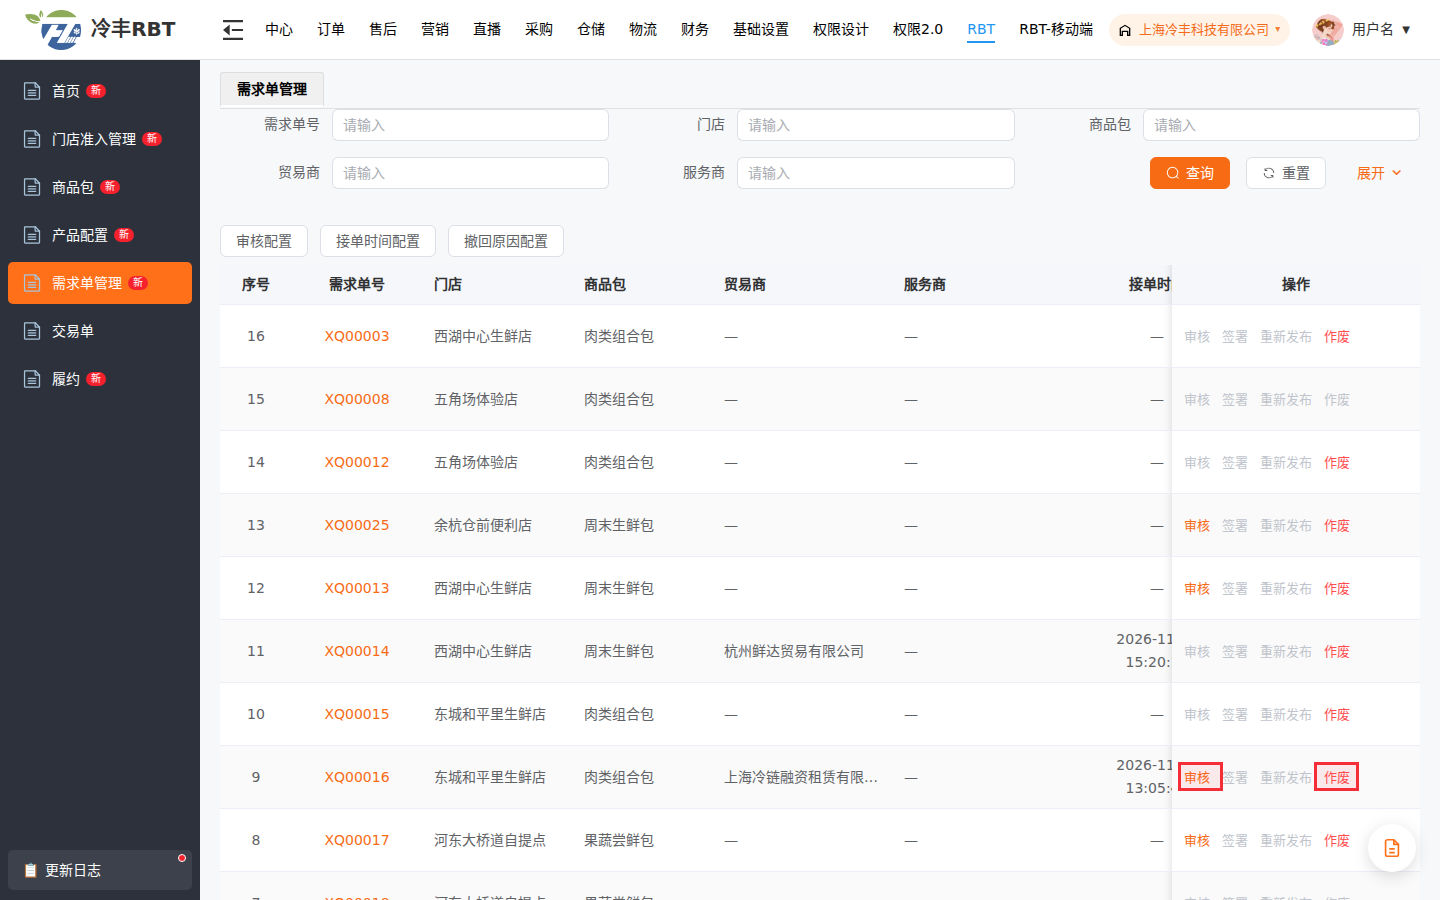 冷丰RBT
中心 订单 售后 营销 直播 采购 仓储 物流 财务 基础设置 权限设计 权限2.0 RBT RBT-移动端 上海冷丰科技有限公司 ▾ 用户名 ▼
首页 新
门店准入管理 新
商品包 新
产品配置 新
需求单管理 新
交易单
履约 新
更新日志
需求单管理
需求单号 请输入 门店 请输入 商品包 请输入
贸易商 请输入 服务商 请输入 查询 重置 展开
审核配置 接单时间配置 撤回原因配置
序号 需求单号 门店 商品包 贸易商 服务商 接单时 操作
16 XQ00003 西湖中心生鲜店 肉类组合包 — — — 审核 签署 重新发布 作废
15 XQ00008 五角场体验店 肉类组合包 — — — 审核 签署 重新发布 作废
14 XQ00012 五角场体验店 肉类组合包 — — — 审核 签署 重新发布 作废
13 XQ00025 余杭仓前便利店 周末生鲜包 — — — 审核 签署 重新发布 作废
12 XQ00013 西湖中心生鲜店 周末生鲜包 — — — 审核 签署 重新发布 作废
11 XQ00014 西湖中心生鲜店 周末生鲜包 杭州鲜达贸易有限公司 — 2026-11 15:20: 审核 签署 重新发布 作废
10 XQ00015 东城和平里生鲜店 肉类组合包 — — — 审核 签署 重新发布 作废
9 XQ00016 东城和平里生鲜店 肉类组合包 上海冷链融资租赁有限... — 2026-11 13:05: 审核 签署 重新发布 作废
8 XQ00017 河东大桥道自提点 果蔬尝鲜包 — — — 审核 签署 重新发布 作废